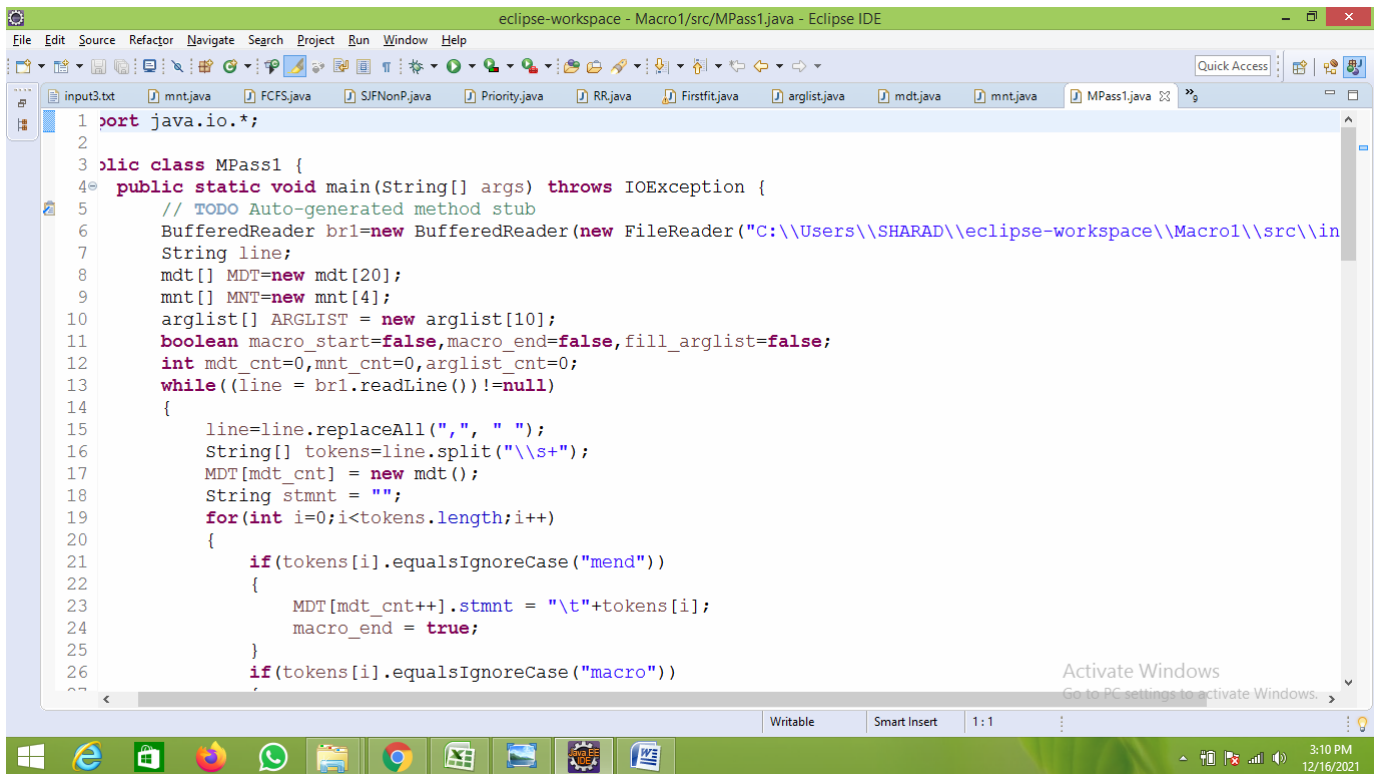 eclipse-workspace - Macro1/src/MPass1.java - Eclipse IDE
File Edit Source Refactor Navigate Search Project Run Window Help
Quick Access
input3.txt mnt.java FCFS.java SJFNonP.java Priority.java RR.java Firstfit.java arglist.java mdt.java mnt.java MPass1.java »9
1 port java.io.*;
2
3 blic class MPass1 {
4 public static void main(String[] args) throws IOException {
5 // TODO Auto-generated method stub
6 BufferedReader br1=new BufferedReader(new FileReader("C:\\Users\\SHARAD\\eclipse-workspace\\Macro1\\src\\in
7 String line;
8 mdt[] MDT=new mdt[20];
9 mnt[] MNT=new mnt[4];
10 arglist[] ARGLIST = new arglist[10];
11 boolean macro_start=false,macro_end=false,fill_arglist=false;
12 int mdt_cnt=0,mnt_cnt=0,arglist_cnt=0;
13 while((line = br1.readLine())!=null)
14 {
15 line=line.replaceAll(",", " ");
16 String[] tokens=line.split("\\s+");
17 MDT[mdt_cnt] = new mdt();
18 String stmnt = "";
19 for(int i=0;i<tokens.length;i++)
20 {
21 if(tokens[i].equalsIgnoreCase("mend"))
22 {
23 MDT[mdt_cnt++].stmnt = "\t"+tokens[i];
24 macro_end = true;
25 }
26 if(tokens[i].equalsIgnoreCase("macro"))
Activate Windows
Go to PC settings to activate Windows.
Writable Smart Insert 1 : 1
Java EE IDE
3:10 PM
12/16/2021